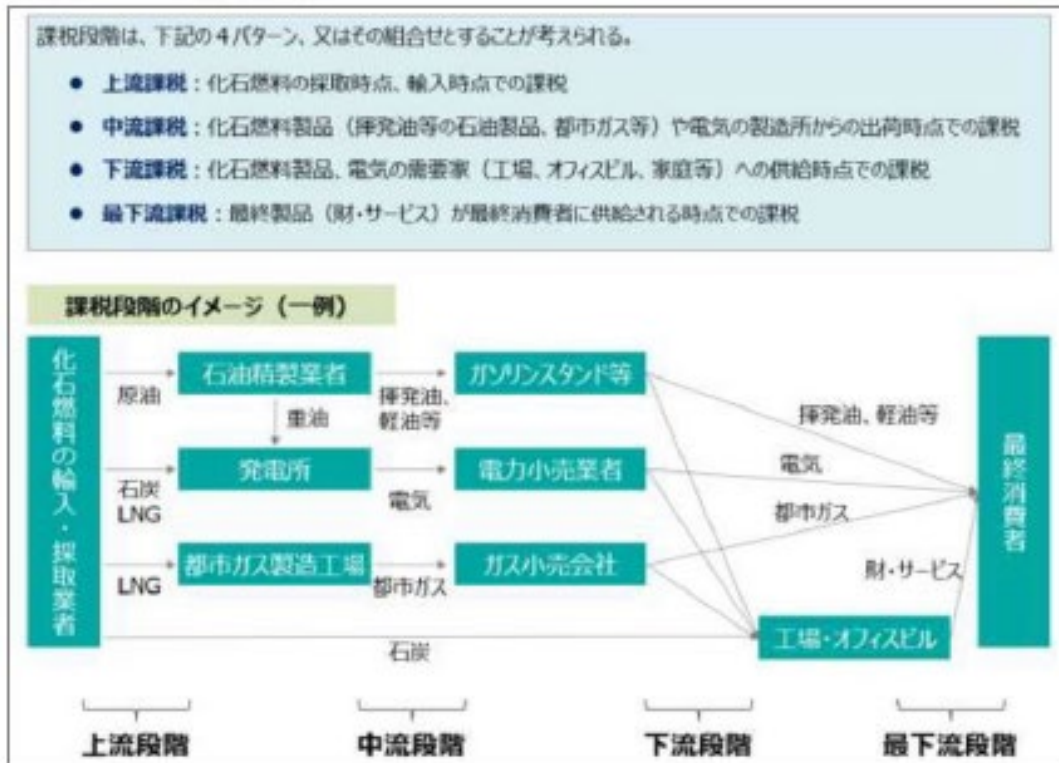 課税段階は、下記の4パターン、又はその組合せとすることが考えられる。
● 上流課税：化石燃料の採取時点、輸入時点での課税
● 中流課税：化石燃料製品（揮発油等の石油製品、都市ガス等）や電気の製造所からの出荷時点での課税
● 下流課税：化石燃料製品、電気の需要家（工場、オフィスビル、家庭等）への供給時点での課税
● 最下流課税：最終製品（財・サービス）が最終消費者に供給される時点での課税
課税段階のイメージ（一例）
化石燃料の輸入・採取業者
原油
石油精製業者
揮発油、
軽油等
ガソリンスタンド等
重油
揮発油、軽油等
石炭
LNG
発電所
電気
電力小売業者
電気
LNG
都市ガス製造工場
都市ガス
ガス小売会社
都市ガス
石炭
工場・オフィスビル
財・サービス
最終消費者
上流段階
中流段階
下流段階
最下流段階